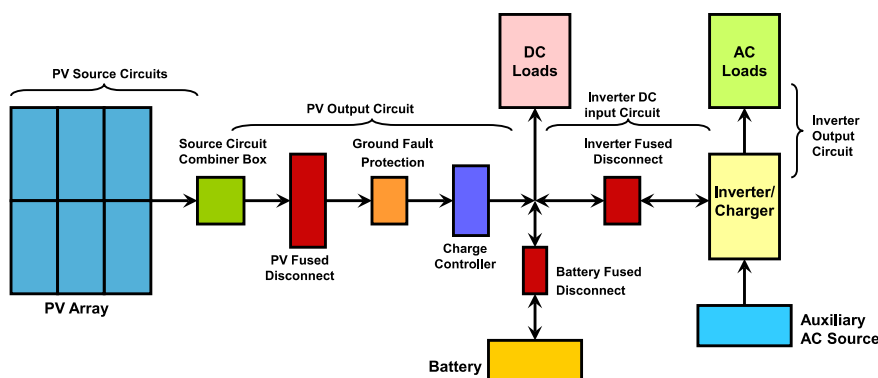 PV Source Circuits
PV Output Circuit
DC
Loads
Inverter DC
input Circuit
AC
Loads
Inverter
Output
Circuit
Source Circuit
Combiner Box
Ground Fault
Protection
Inverter Fused
Disconnect
Inverter/
Charger
PV Fused
Disconnect
Charge
Controller
Battery Fused
Disconnect
PV Array
Battery
Auxiliary
AC Source